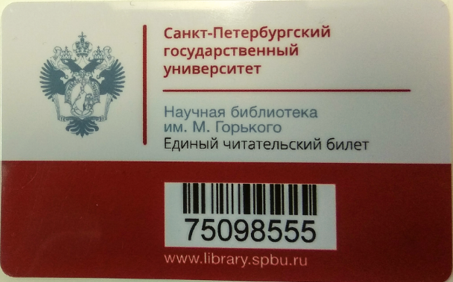 Санкт-Петербургский
государственный
университет
Научная библиотека
им. М. Горького
Единый читательский билет
75098555
www.library.spbu.ru